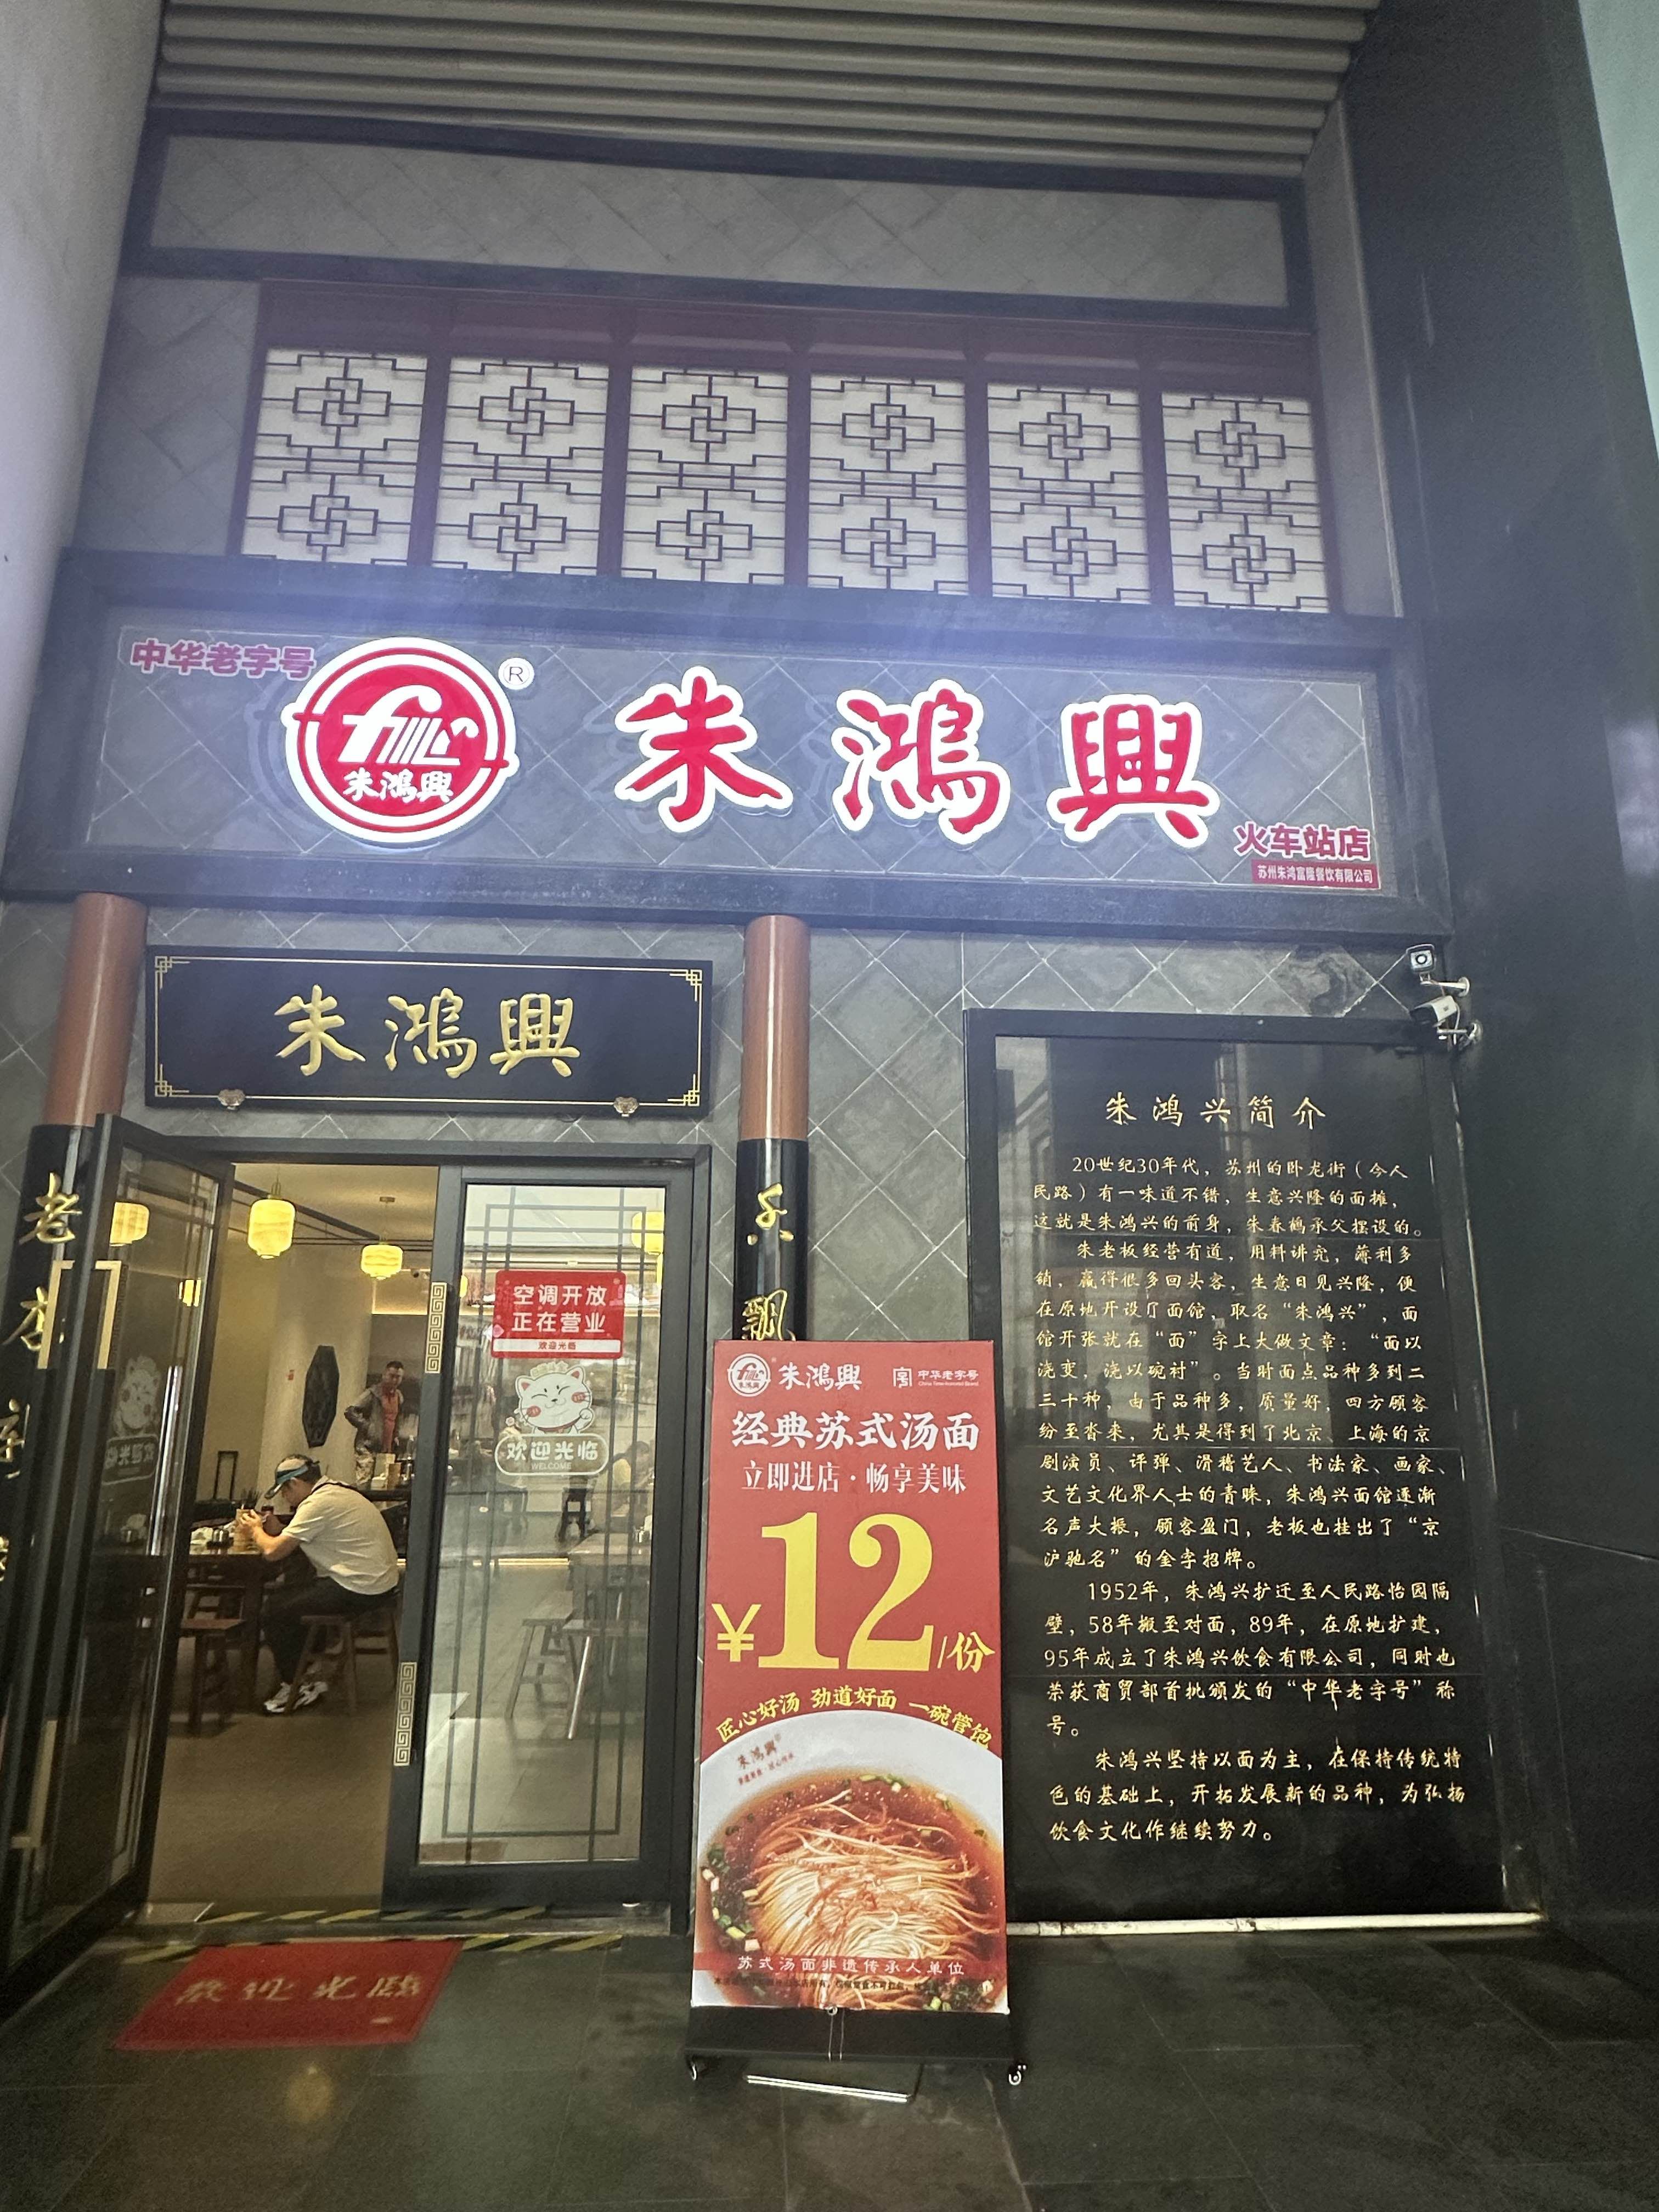 中华老字号
朱鴻興
®
朱鴻興
火车站店
苏州朱鸿富隆餐饮有限公司
朱鴻興
老
店
点
飘
空调开放
正在营业
欢迎光临
欢迎光临
WELCOME
歡迎光臨
朱鴻興
中华老字号
China Time-honored Brand
经典苏式汤面
立即进店·畅享美味
¥12/份
匠心好汤 劲道好面 一碗管饱
朱鴻興
苏式汤面非遗传承人单位
朱鸿兴简介
20世纪30年代，苏州的卧龙街（今人
民路）有一味道不错，生意兴隆的面摊，
这就是朱鸿兴的前身，朱春鹤承父摆设的。
朱老板经营有道，用料讲究，薄利多
销，赢得很多回头客，生意日见兴隆，便
在原地开设了面馆，取名“朱鸿兴”，面
馆开张就在“面”字上大做文章：“面以
浇变，浇以碗衬”。当时面点品种多到二
三十种，由于品种多，质量好，四方顾客
纷至沓来，尤其是得到了北京、上海的京
剧演员、评弹、滑稽艺人、书法家、画家、
文艺文化界人士的青睐，朱鸿兴面馆逐渐
名声大振，顾客盈门，老板也挂出了“京
沪驰名”的金字招牌。
1952年，朱鸿兴扩迁至人民路怡园隔
壁，58年搬至对面，89年，在原地扩建，
95年成立了朱鸿兴饮食有限公司，同时也
荣获商贸部首批颁发的“中华老字号”称
号。
朱鸿兴坚持以面为主，在保持传统特
色的基础上，开拓发展新的品种，为弘扬
饮食文化作继续努力。